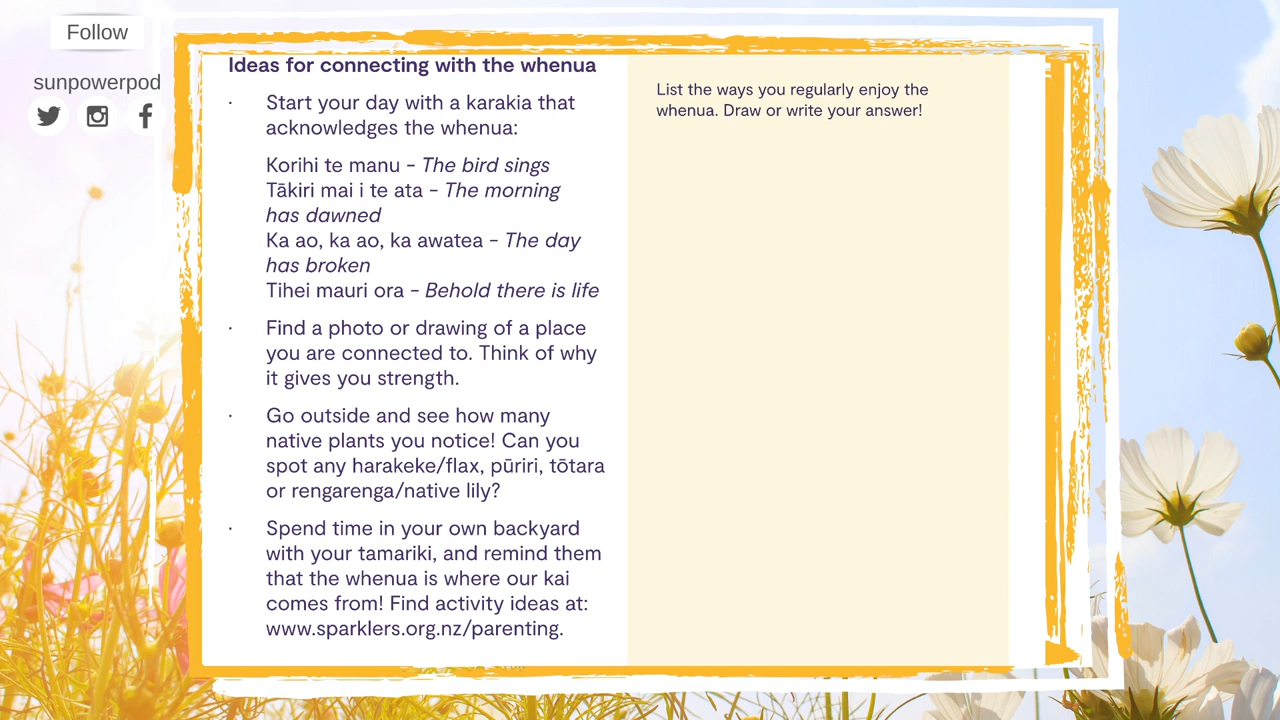 Follow
sunpowerpod
Ideas for connecting with the whenua
· Start your day with a karakia that
acknowledges the whenua:
Korihi te manu – The bird sings
Tākiri mai i te ata – The morning
has dawned
Ka ao, ka ao, ka awatea – The day
has broken
Tihei mauri ora – Behold there is life
· Find a photo or drawing of a place
you are connected to. Think of why
it gives you strength.
· Go outside and see how many
native plants you notice! Can you
spot any harakeke/flax, pūriri, tōtara
or rengarenga/native lily?
· Spend time in your own backyard
with your tamariki, and remind them
that the whenua is where our kai
comes from! Find activity ideas at:
www.sparklers.org.nz/parenting.
List the ways you regularly enjoy the
whenua. Draw or write your answer!